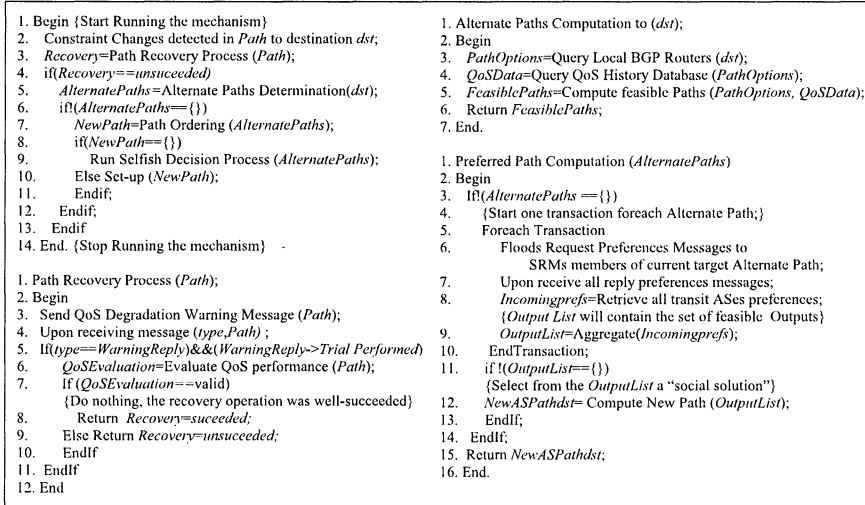 1. Begin {Start Running the mechanism}
2. Constraint Changes detected in Path to destination dst;
3. Recovery=Path Recovery Process (Path);
4. if(Recovery==unsuceeded)
5. AlternatePaths=Alternate Paths Determination(dst);
6. if!(AlternatePaths=={})
7. NewPath=Path Ordering (AlternatePaths);
8. if(NewPath=={})
9. Run Selfish Decision Process (AlternatePaths);
10. Else Set-up (NewPath);
11. Endif;
12. Endif;
13. Endif
14. End. {Stop Running the mechanism} -
1. Path Recovery Process (Path);
2. Begin
3. Send QoS Degradation Warning Message (Path);
4. Upon receiving message (type,Path) ;
5. If(type==WarningReply)&&(WarningReply->Trial Performed)
6. QoSEvaluation=Evaluate QoS performance (Path);
7. If (QoSEvaluation==valid)
{Do nothing, the recovery operation was well-succeeded}
8. Return Recovery=suceeded;
9. Else Return Recovery=unsuceeded;
10. EndIf
11. EndIf
12. End
1. Alternate Paths Computation to (dst);
2. Begin
3. PathOptions=Query Local BGP Routers (dst);
4. QoSData=Query QoS History Database (PathOptions);
5. FeasiblePaths=Compute feasible Paths (PathOptions, QoSData);
6. Return FeasiblePaths;
7. End.
1. Preferred Path Computation (AlternatePaths)
2. Begin
3. If!(AlternatePaths =={})
4. {Start one transaction foreach Alternate Path;}
5. Foreach Transaction
6. Floods Request Preferences Messages to
SRMs members of current target Alternate Path;
7. Upon receive all reply preferences messages;
8. Incomingprefs=Retrieve all transit ASes preferences;
{Output List will contain the set of feasible Outputs}
9. OutputList=Aggregate(Incomingprefs);
10. EndTransaction;
11. if !(OutputList=={})
{Select from the OutputList a "social solution"}
12. NewASPathdst= Compute New Path (OutputList);
13. EndIf;
14. EndIf;
15. Return NewASPathdst;
16. End.